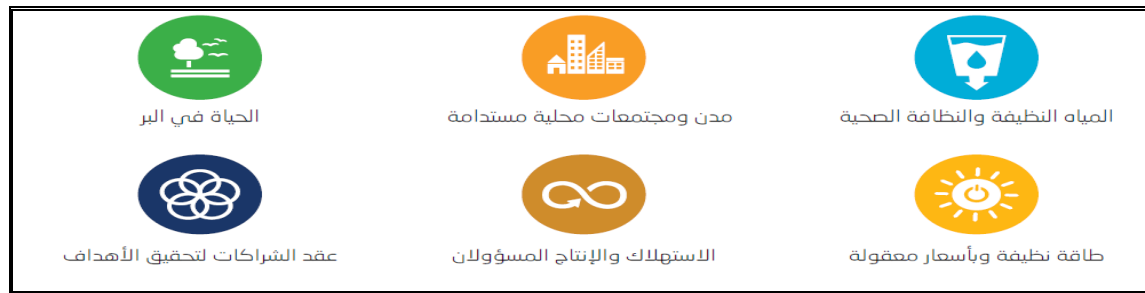 المياه النظيفة والنظافة الصحية
مدن ومجتمعات محلية مستدامة
الحياة في البر
طاقة نظيفة وبأسعار معقولة
الاستهلاك والإنتاج المسؤولان
عقد الشراكات لتحقيق الأهداف